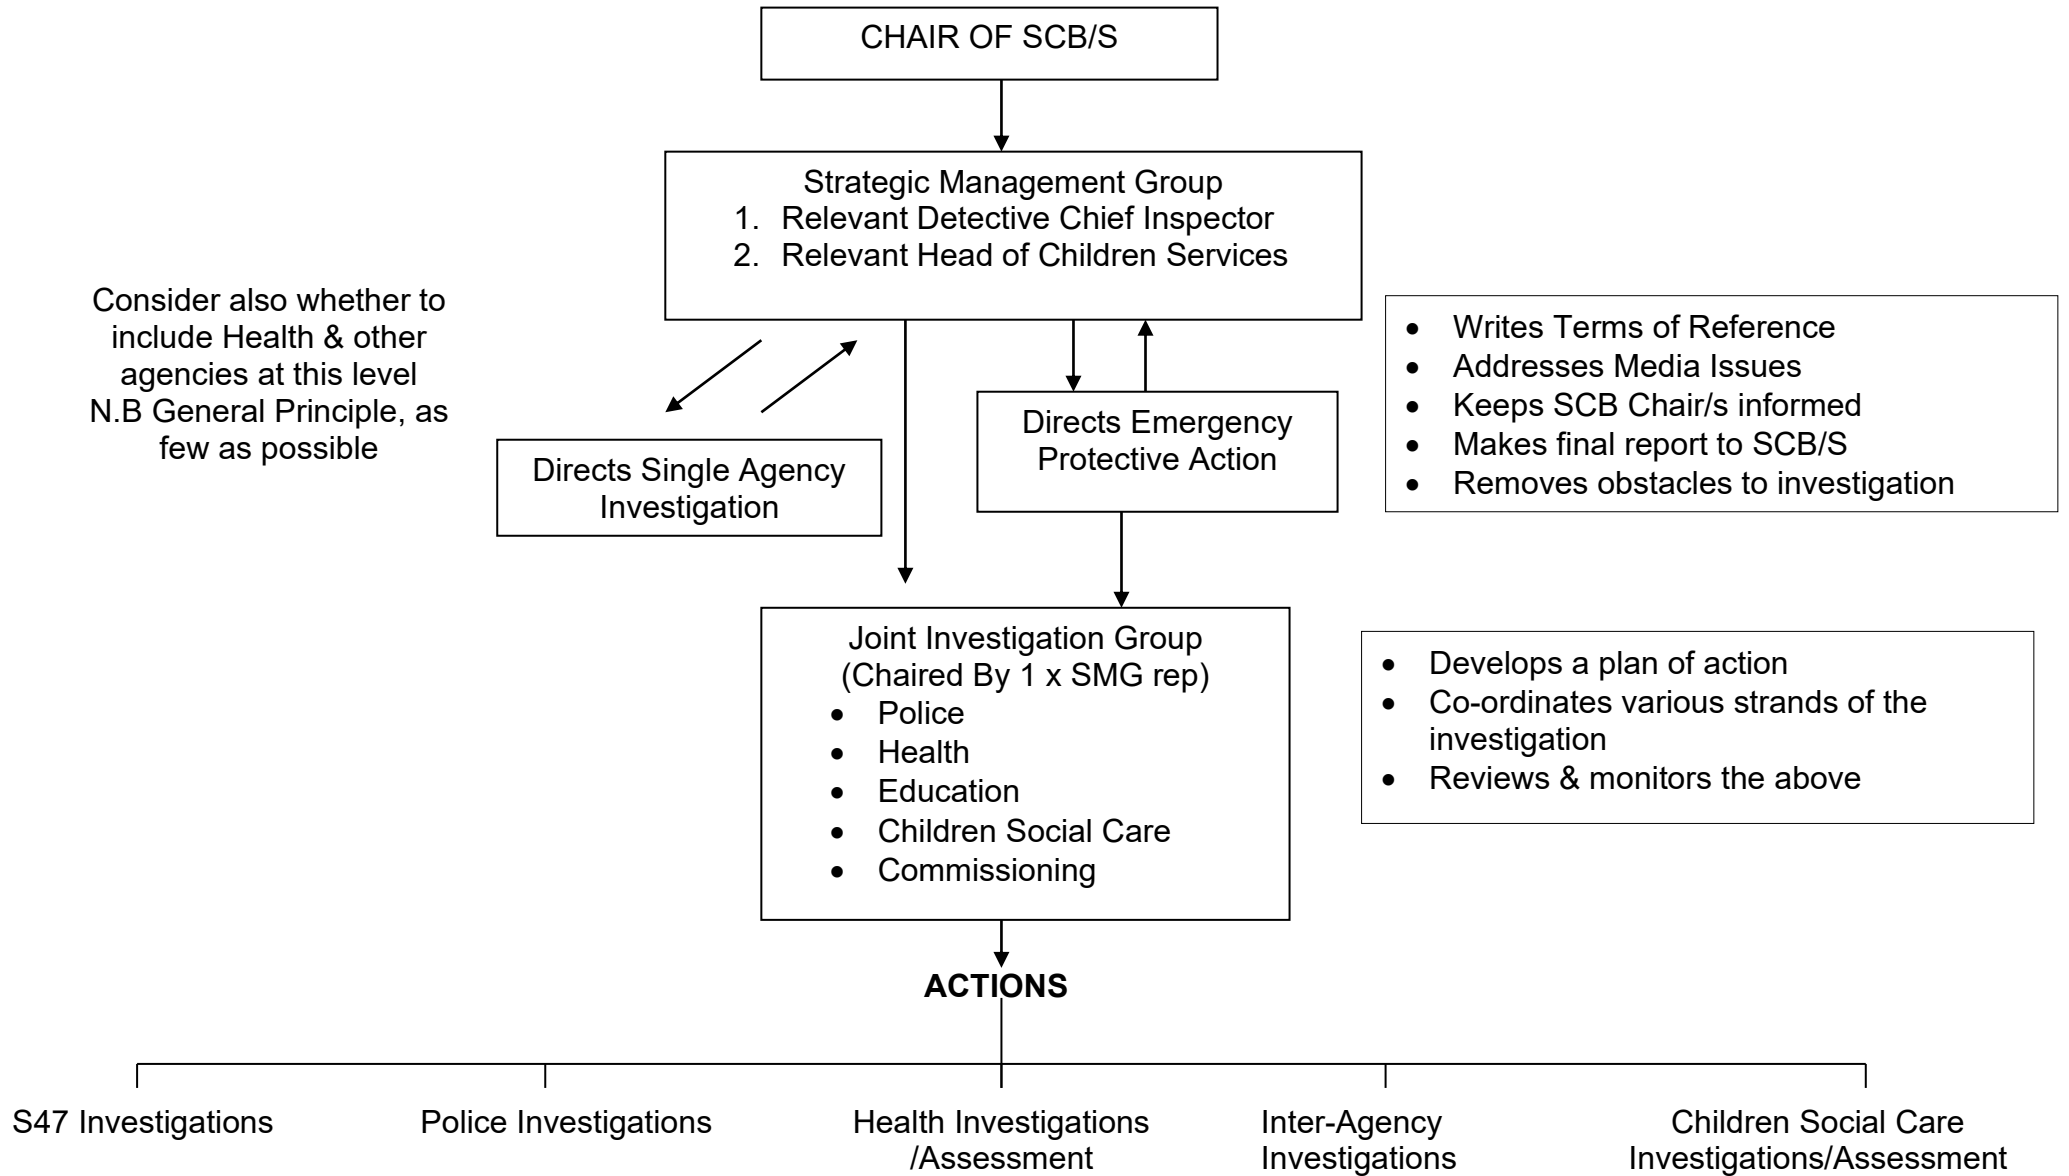 CHAIR OF SCB/S
Strategic Management Group
1. Relevant Detective Chief Inspector
2. Relevant Head of Children Services
Consider also whether to
include Health & other
agencies at this level
N.B General Principle, as
few as possible
• Writes Terms of Reference
• Addresses Media Issues
• Keeps SCB Chair/s informed
• Makes final report to SCB/S
• Removes obstacles to investigation
Directs Single Agency
Investigation
Directs Emergency
Protective Action
Joint Investigation Group
(Chaired By 1 x SMG rep)
• Police
• Health
• Education
• Children Social Care
• Commissioning
• Develops a plan of action
• Co-ordinates various strands of the
investigation
• Reviews & monitors the above
ACTIONS
S47 Investigations
Police Investigations
Health Investigations
/Assessment
Inter-Agency
Investigations
Children Social Care
Investigations/Assessment